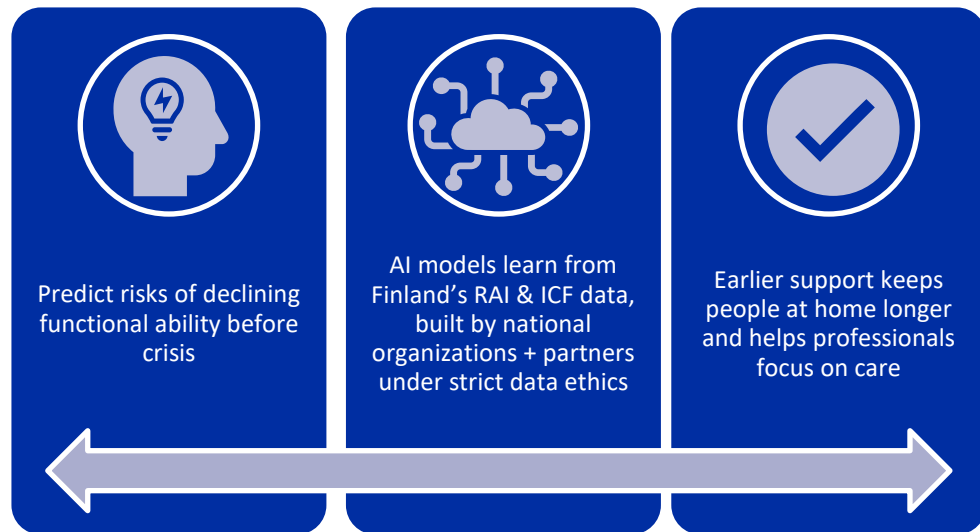 Predict risks of declining
functional ability before
crisis
AI models learn from
Finland’s RAI & ICF data,
built by national
organizations + partners
under strict data ethics
Earlier support keeps
people at home longer
and helps professionals
focus on care